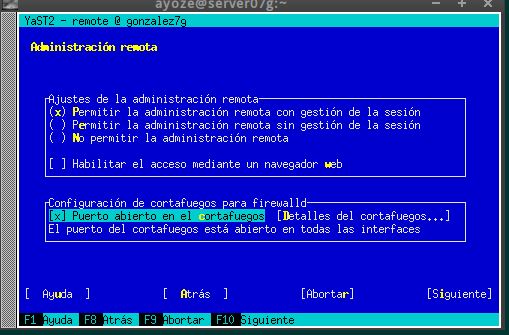 ayoze@server07g:~
YaST2 - remote @ gonzalez7g
Administración remota
Ajustes de la administración remota
(x) Permitir la administración remota con gestión de la sesión
( ) Permitir la administración remota sin gestión de la sesión
( ) No permitir la administración remota
[ ] Habilitar el acceso mediante un navegador web
Configuración de cortafuegos para firewalld
[x] Puerto abierto en el cortafuegos [Detalles del cortafuegos...]
El puerto del cortafuegos está abierto en todas las interfaces
[ Ayuda ] [ Atrás ] [Abortar] [Siguiente]
F1 Ayuda F8 Atrás F9 Abortar F10 Siguiente